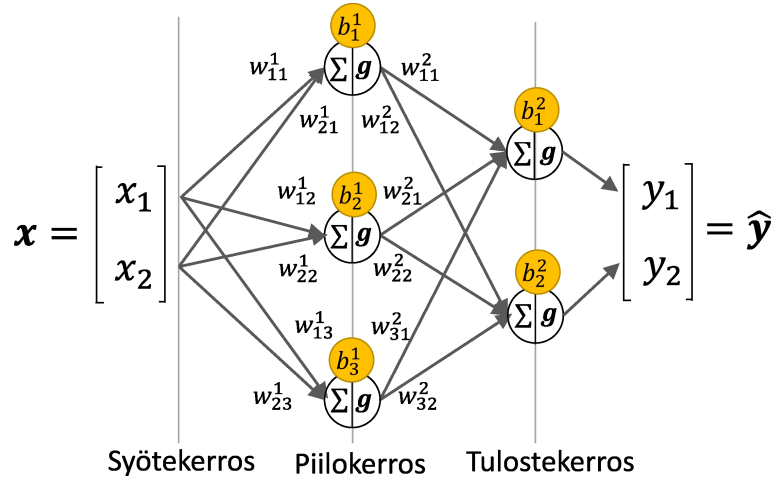 b₁¹
w₁₁¹ Σ g w₁₁²
w₂₁¹ w₁₂² b₁²
Σ g
x₁ w₁₂¹ b₂¹ w₂₁² y₁
x = Σ g = ŷ
x₂ w₂₂¹ w₂₂² b₂² y₂
w₁₃¹ w₃₁² Σ g
b₃¹
w₂₃¹ Σ g w₃₂²
Syötekerros Piilokerros Tulostekerros